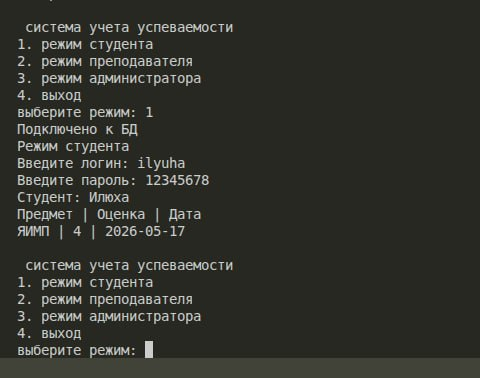 система учета успеваемости
1. режим студента
2. режим преподавателя
3. режим администратора
4. выход
выберите режим: 1
Подключено к БД
Режим студента
Введите логин: ilyuha
Введите пароль: 12345678
Студент: Илюха
Предмет | Оценка | Дата
ЯИМП | 4 | 2026-05-17
система учета успеваемости
1. режим студента
2. режим преподавателя
3. режим администратора
4. выход
выберите режим: